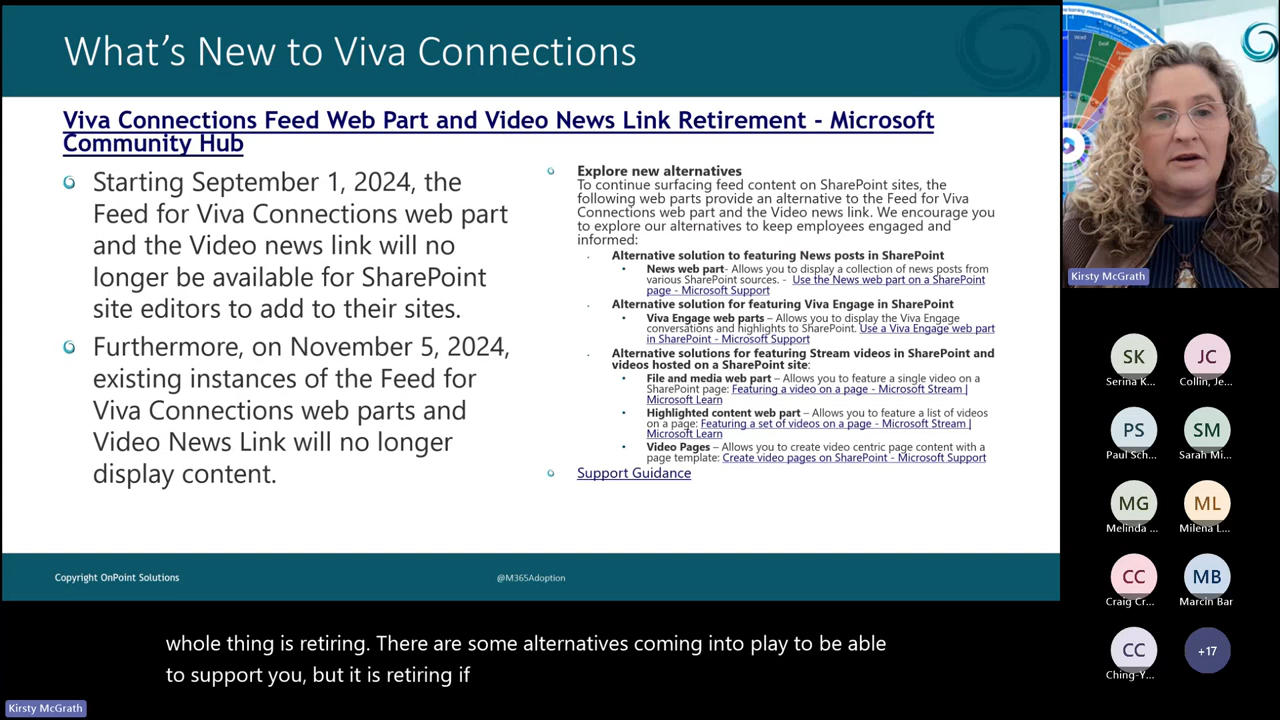 What's New to Viva Connections
Viva Connections Feed Web Part and Video News Link Retirement - Microsoft
Community Hub
Starting September 1, 2024, the
Feed for Viva Connections web part
and the Video news link will no
longer be available for SharePoint
site editors to add to their sites.
Furthermore, on November 5, 2024,
existing instances of the Feed for
Viva Connections web parts and
Video News Link will no longer
display content.
Explore new alternatives
To continue surfacing feed content on SharePoint sites, the
following web parts provide an alternative to the Feed for Viva
Connections web part and the Video news link. We encourage you
to explore our alternatives to keep employees engaged and
informed:
Alternative solution to featuring News posts in SharePoint
News web part- Allows you to display a collection of news posts from
various SharePoint sources. - Use the News web part on a SharePoint
page - Microsoft Support
Alternative solution for featuring Viva Engage in SharePoint
Viva Engage web parts – Allows you to display the Viva Engage
conversations and highlights to SharePoint. Use a Viva Engage web part
in SharePoint - Microsoft Support
Alternative solutions for featuring Stream videos in SharePoint and
videos hosted on a SharePoint site:
File and media web part – Allows you to feature a single video on a
SharePoint page: Featuring a video on a page - Microsoft Stream |
Microsoft Learn
Highlighted content web part – Allows you to feature a list of videos
on a page: Featuring a set of videos on a page - Microsoft Stream |
Microsoft Learn
Video Pages – Allows you to create video centric page content with a
page template: Create video pages on SharePoint - Microsoft Support
Support Guidance
Copyright OnPoint Solutions
@M365Adoption
Word
Excel
Kirsty McGrath
SK
JC
Serina K...
Collin, Je...
PS
SM
Paul Sch...
Sarah Mi...
MG
ML
Melinda ...
Milena L...
CC
MB
Craig Cr...
Marcin Bar
CC
+17
Ching-Y...
whole thing is retiring. There are some alternatives coming into play to be able
to support you, but it is retiring if
Kirsty McGrath